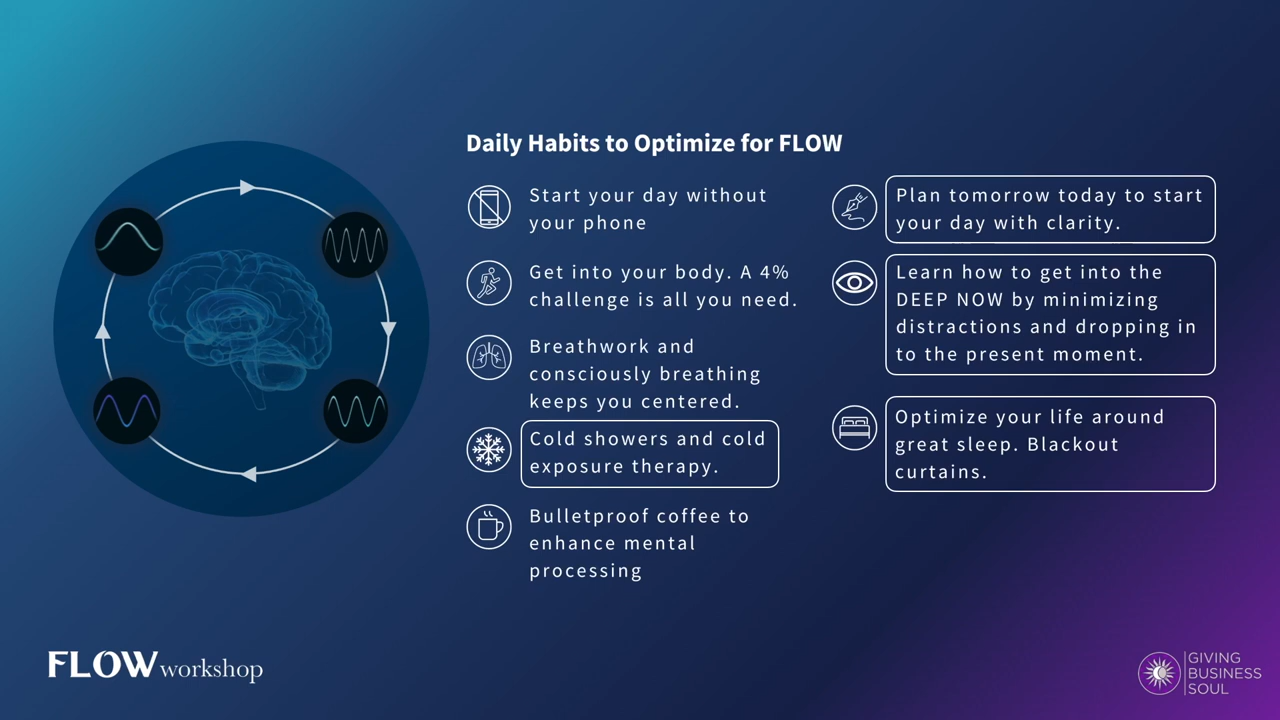 Daily Habits to Optimize for FLOW
Start your day without
your phone
Get into your body. A 4%
challenge is all you need.
Breathwork and
consciously breathing
keeps you centered.
Cold showers and cold
exposure therapy.
Bulletproof coffee to
enhance mental
processing
Plan tomorrow today to start
your day with clarity.
Learn how to get into the
DEEP NOW by minimizing
distractions and dropping in
to the present moment.
Optimize your life around
great sleep. Blackout
curtains.
FLOW workshop
GIVING
BUSINESS
SOUL